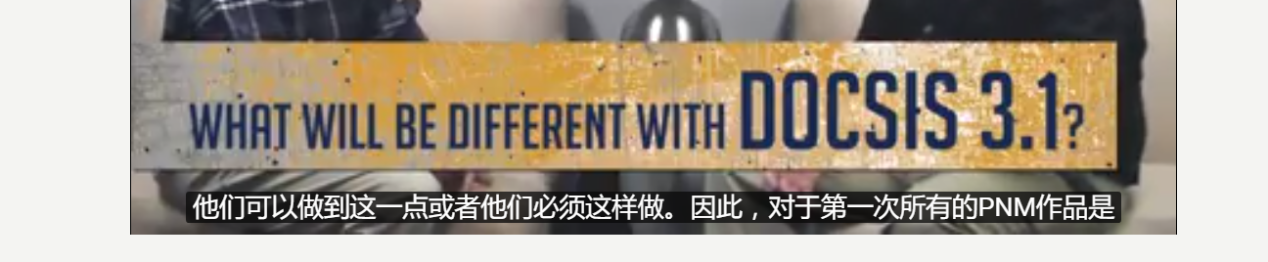 WHAT WILL BE DIFFERENT WITH DOCSIS 3.1?
他们可以做到这一点或者他们必须这样做。因此，对于第一次所有的PNM作品是